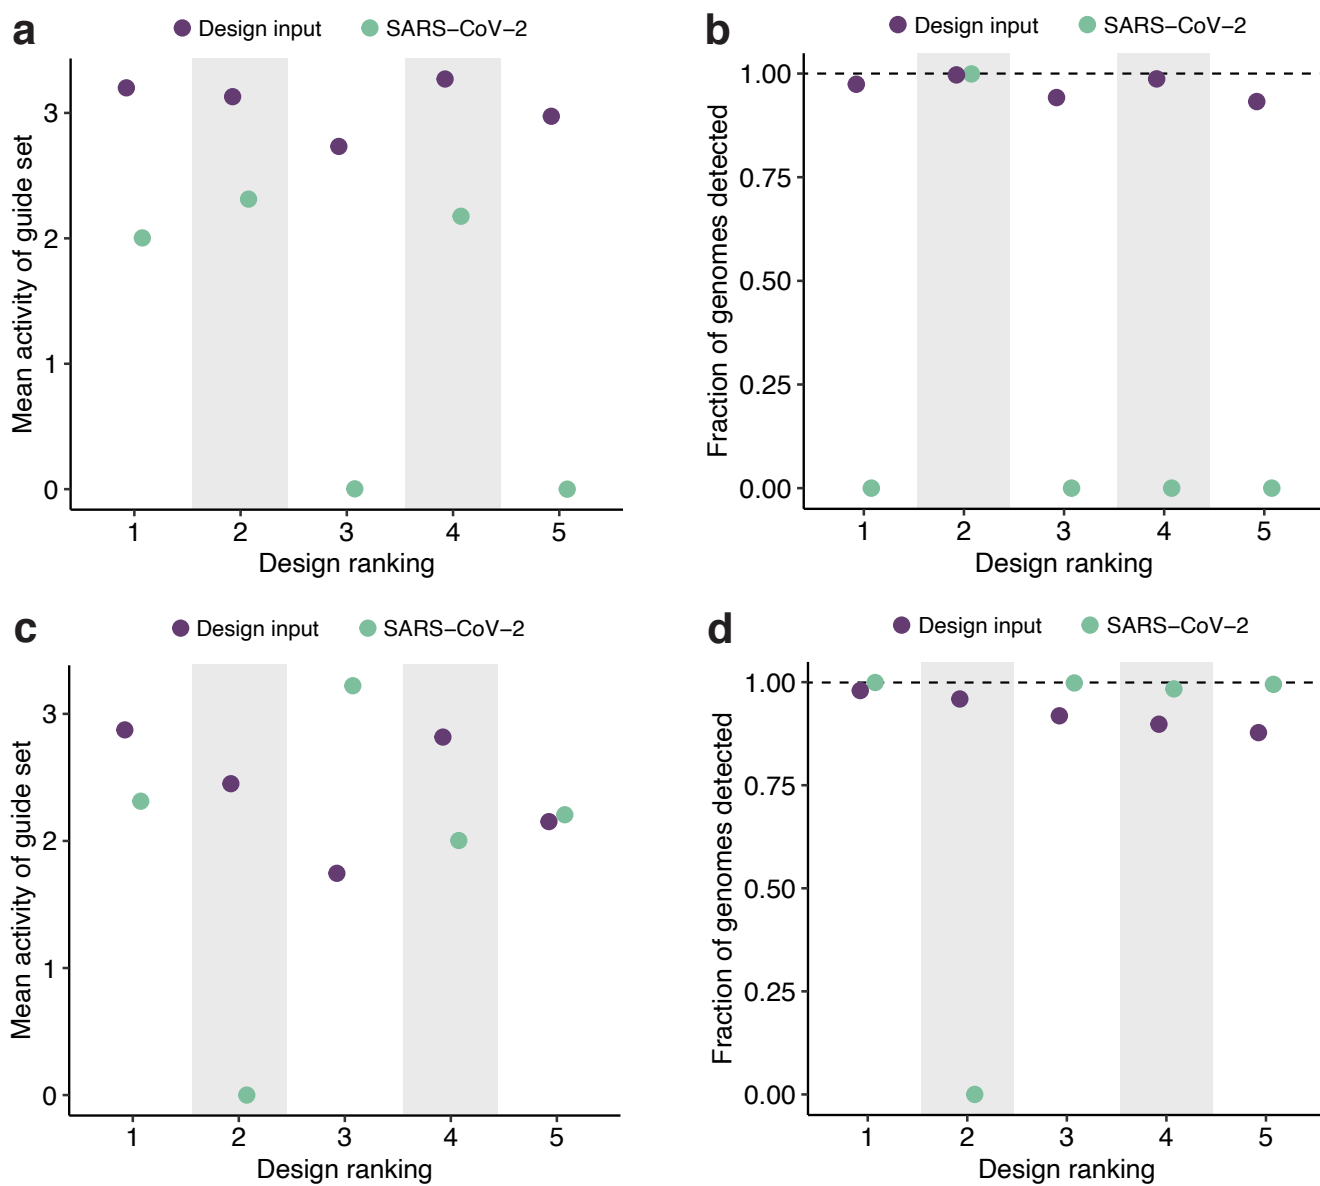 a
Design input
SARS−CoV−2
Mean activity of guide set
3
2
1
0
1 2 3 4 5
Design ranking
b
Design input
SARS−CoV−2
Fraction of genomes detected
1.00
0.75
0.50
0.25
0.00
1 2 3 4 5
Design ranking
c
Design input
SARS−CoV−2
Mean activity of guide set
3
2
1
0
1 2 3 4 5
Design ranking
d
Design input
SARS−CoV−2
Fraction of genomes detected
1.00
0.75
0.50
0.25
0.00
1 2 3 4 5
Design ranking